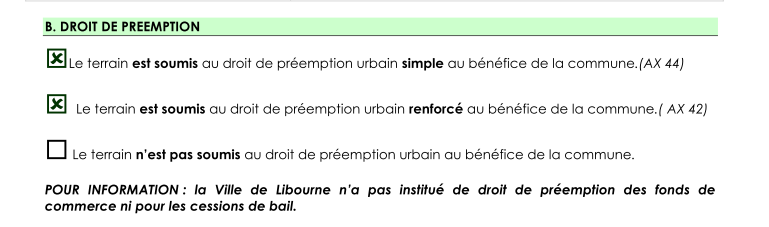 B. DROIT DE PREEMPTION
Le terrain est soumis au droit de préemption urbain simple au bénéfice de la commune.(AX 44)
Le terrain est soumis au droit de préemption urbain renforcé au bénéfice de la commune.( AX 42)
Le terrain n'est pas soumis au droit de préemption urbain au bénéfice de la commune.
POUR INFORMATION : la Ville de Libourne n'a pas institué de droit de préemption des fonds de
commerce ni pour les cessions de bail.